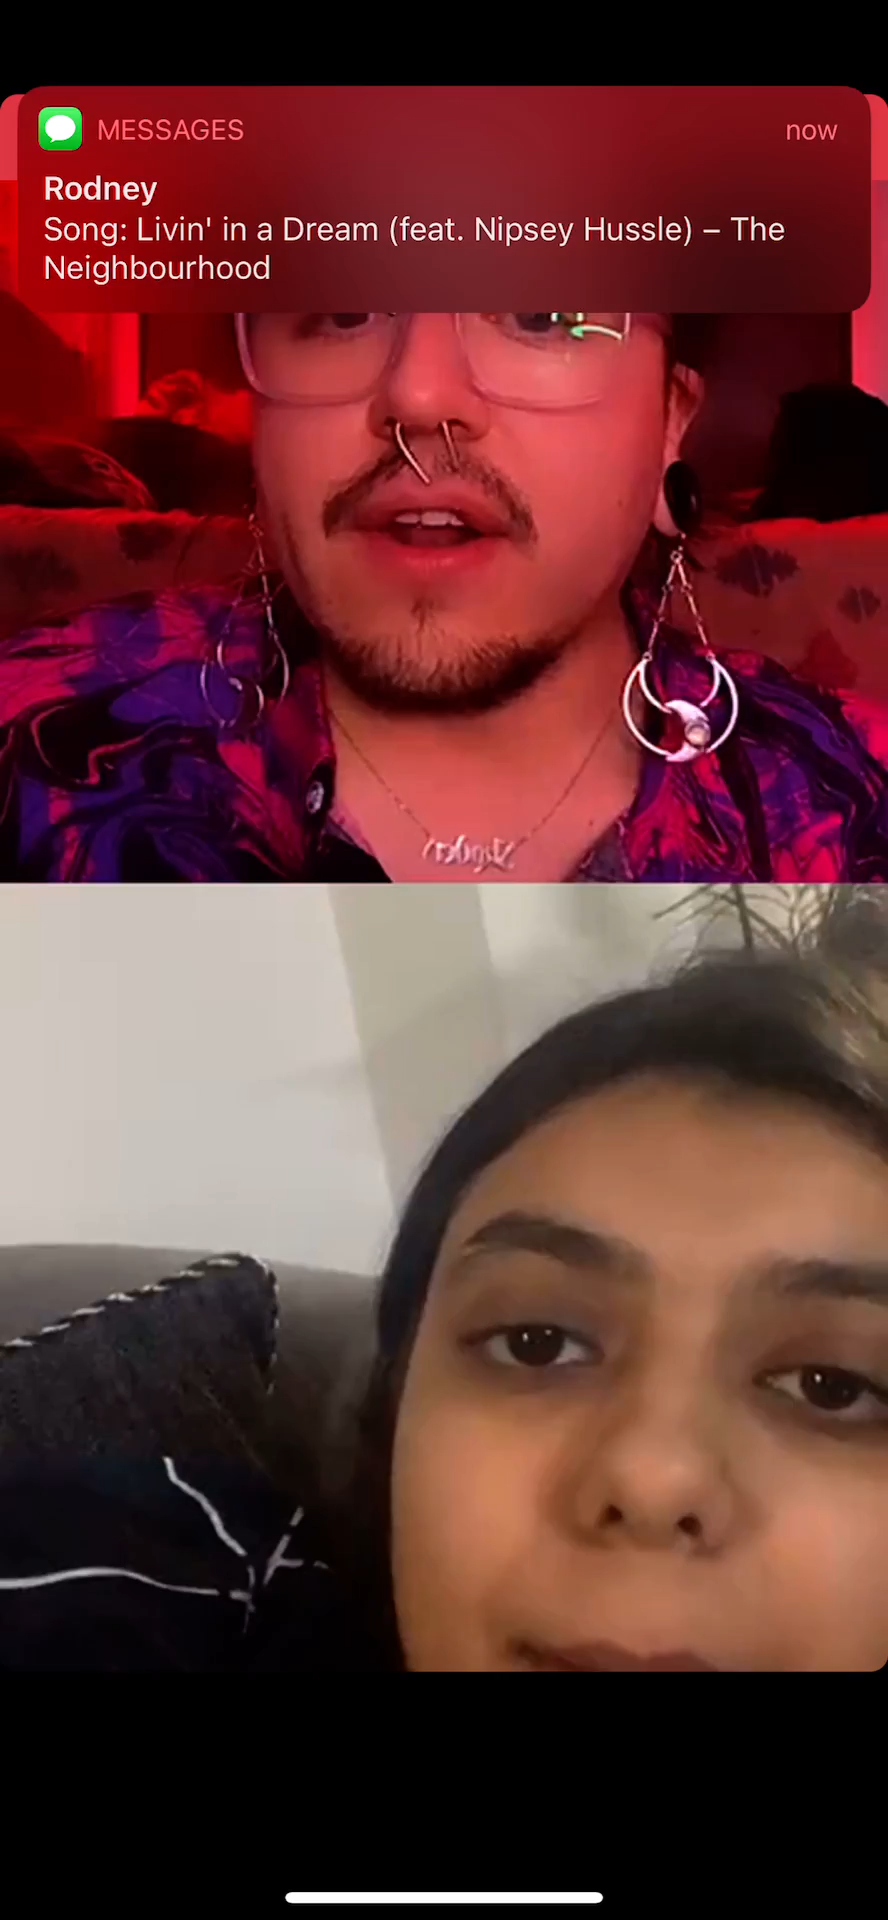 MESSAGES
now
Rodney
Song: Livin' in a Dream (feat. Nipsey Hussle) – The
Neighbourhood